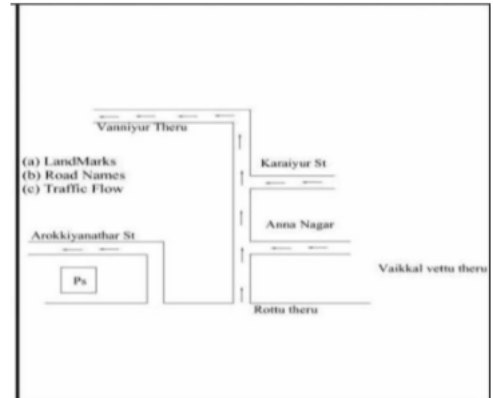 Vanniyur Theru
(a) LandMarks
(b) Road Names
(c) Traffic Flow
Karaiyur St
Anna Nagar
Arokkiyanathar St
Vaikkal vettu theru
Ps
Rottu theru